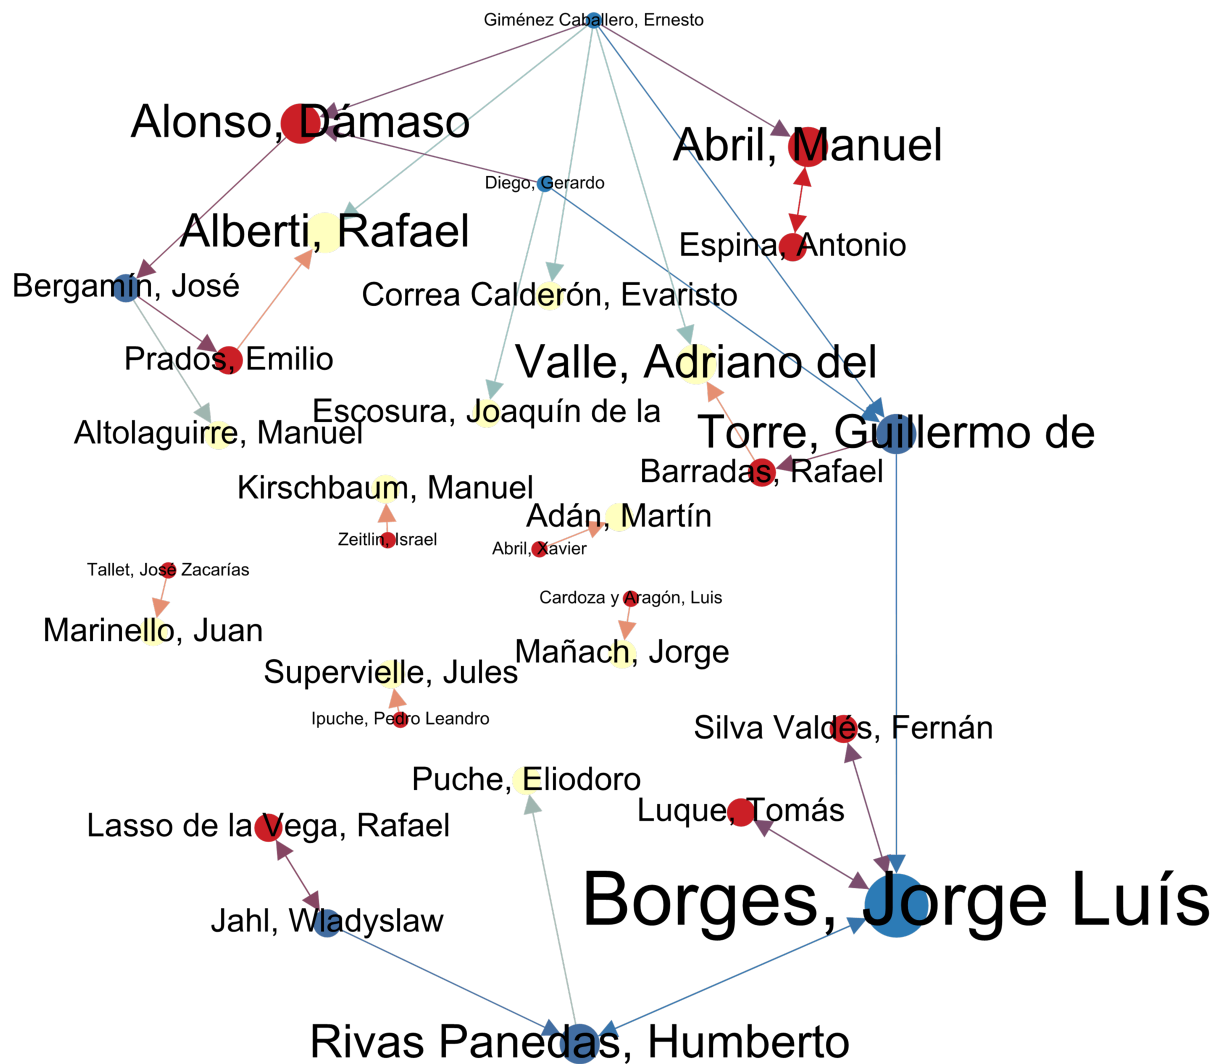 Giménez Caballero, Ernesto
Alonso, Dámaso
Abril, Manuel
Diego, Gerardo
Alberti, Rafael
Espina, Antonio
Bergamín, José
Correa Calderón, Evaristo
Prados, Emilio
Valle, Adriano del
Escosura, Joaquín de la
Altolaguirre, Manuel
Torre, Guillermo de
Barradas, Rafael
Kirschbaum, Manuel
Adán, Martín
Zeitlin, Israel
Abril, Xavier
Tallet, José Zacarías
Cardoza y Aragón, Luis
Marinello, Juan
Mañach, Jorge
Supervielle, Jules
Ipuche, Pedro Leandro
Silva Valdés, Fernán
Puche, Eliodoro
Luque, Tomás
Lasso de la Vega, Rafael
Borges, Jorge Luís
Jahl, Wladyslaw
Rivas Panedas, Humberto